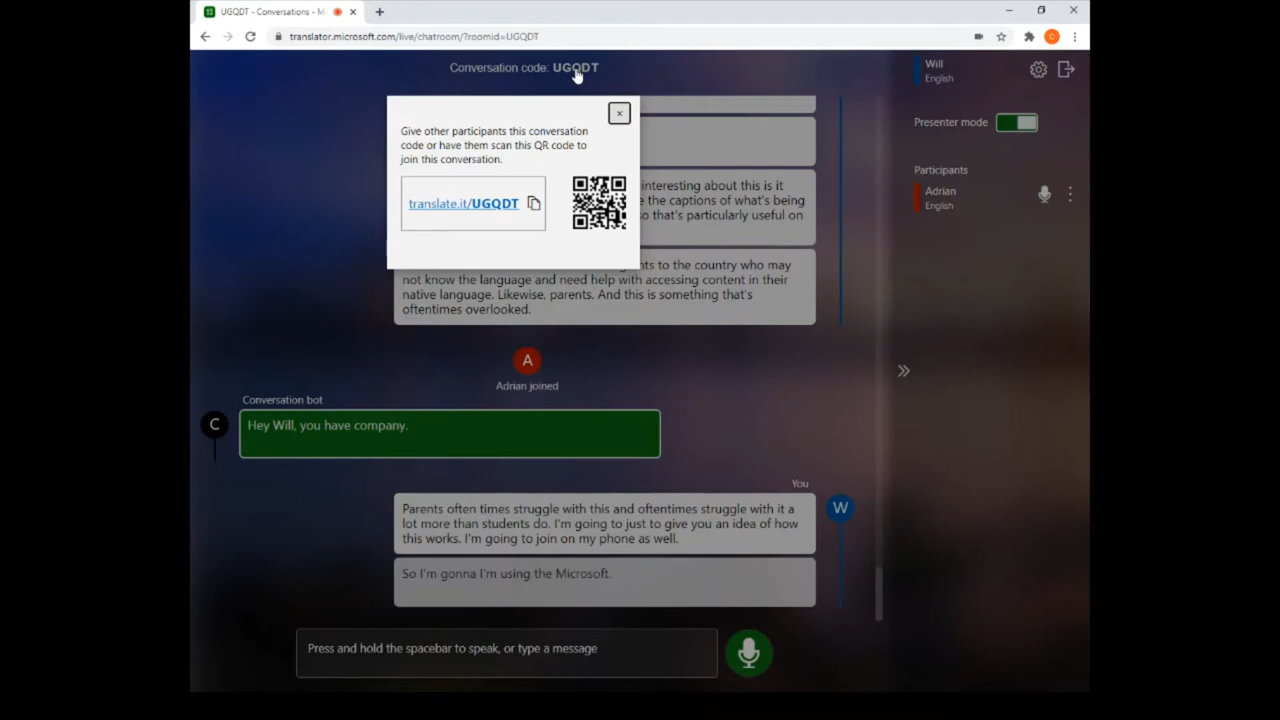 UGQDT - Conversations - M
translator.microsoft.com/live/chatroom/?roomid=UGQDT
C
Conversation code: UGQDT
Will
English
Presenter mode
Participants
Adrian
English
Give other participants this conversation
code or have them scan this QR code to
join this conversation.
translate.it/UGQDT
interesting about this is it
the captions of what's being
so that's particularly useful on
to the country who may
not know the language and need help with accessing content in their
native language. Likewise, parents. And this is something that's
oftentimes overlooked.
A
Adrian joined
Conversation bot
C
Hey Will, you have company.
You
W
Parents often times struggle with this and oftentimes struggle with it a
lot more than students do. I'm going to just to give you an idea of how
this works. I'm going to join on my phone as well.
So I'm gonna I'm using the Microsoft.
Press and hold the spacebar to speak, or type a message